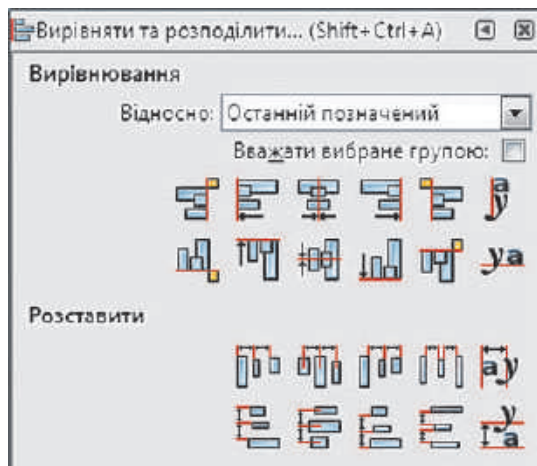 Вирівняти та розподілити... (Shift+Ctrl+A)
Вирівнювання
Відносно: Останній позначений
Вважати вибране групою:
Розставити